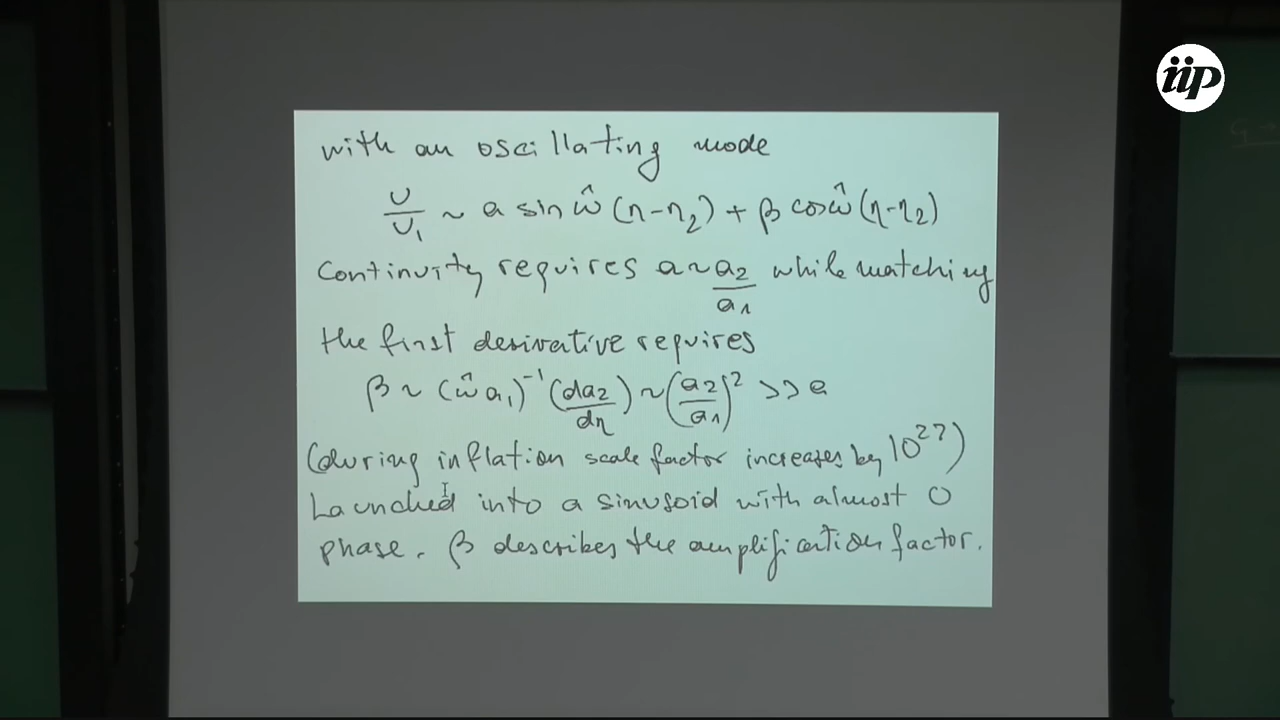 iip
with an oscillating mode
υ/υ₁ ~ a sin ω̂ (η-η₂) + β cos ω̂ (η-η₂)
Continuity requires a ~ a₂/a₁ while matching
the first derivative requires
β ~ (ω̂ a₁)⁻¹ (da₂/dη) ~ (a₂/a₁)² >> a
(during inflation scale factor increases by 10²⁷)
Launched into a sinusoid with almost 0
phase. β describes the amplification factor.